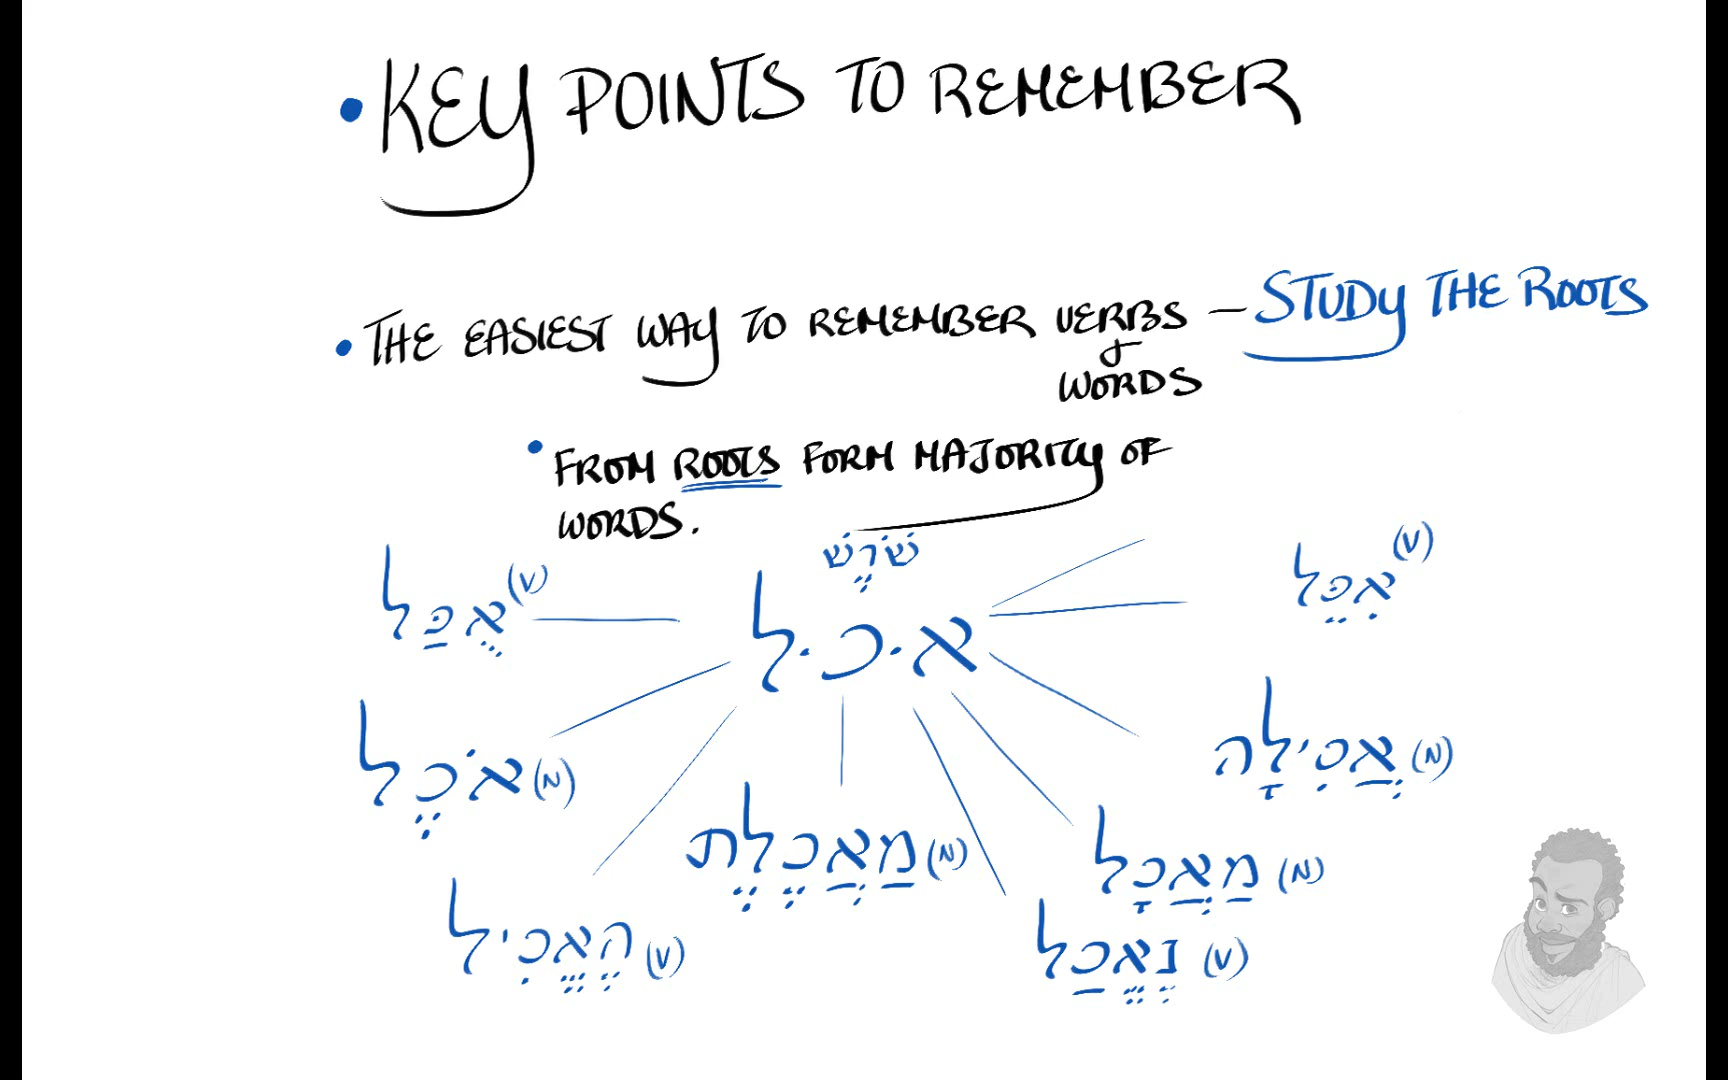 • KEY POINTS TO REMEMBER
• THE EASIEST WAY TO REMEMBER VERBS & WORDS – STUDY THE ROOTS
• FROM ROOTS FORM MAJORITY OF
WORDS.
שֹׁרֶשׁ
א.כ.ל
אִכֵּל (V)
אֲכִילָה (N)
מַאֲכָל (N)
נֶאֱכַל (V)
מַאֲכֶלֶת (N)
הֶאֱכִיל (V)
אֹכֶל (N)
אֻכַּל (V)